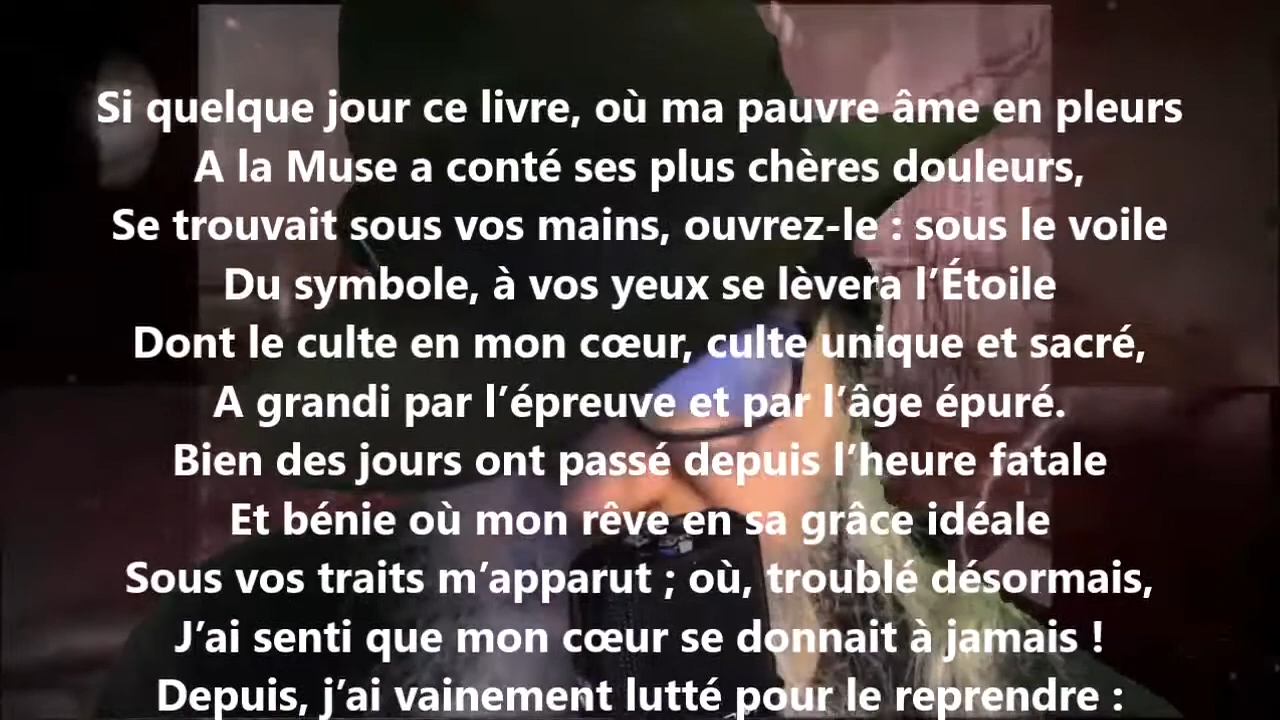 Si quelque jour ce livre, où ma pauvre âme en pleurs
A la Muse a conté ses plus chères douleurs,
Se trouvait sous vos mains, ouvrez-le : sous le voile
Du symbole, à vos yeux se lèvera l’Étoile
Dont le culte en mon cœur, culte unique et sacré,
A grandi par l’épreuve et par l’âge épuré.
Bien des jours ont passé depuis l’heure fatale
Et bénie où mon rêve en sa grâce idéale
Sous vos traits m’apparut ; où, troublé désormais,
J’ai senti que mon cœur se donnait à jamais !
Depuis, j’ai vainement lutté pour le reprendre :